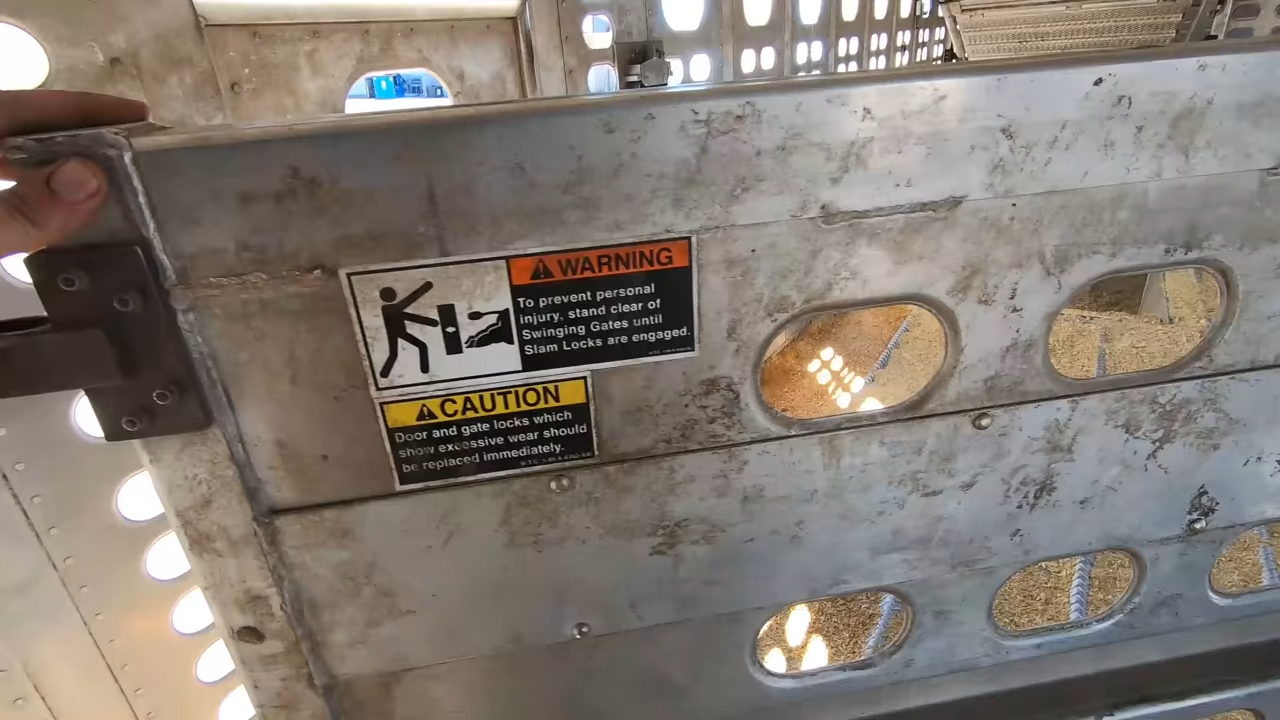 WARNING
To prevent personal
injury, stand clear of
Swinging Gates until
Slam Locks are engaged.
CAUTION
Door and gate locks which
show excessive wear should
be replaced immediately.